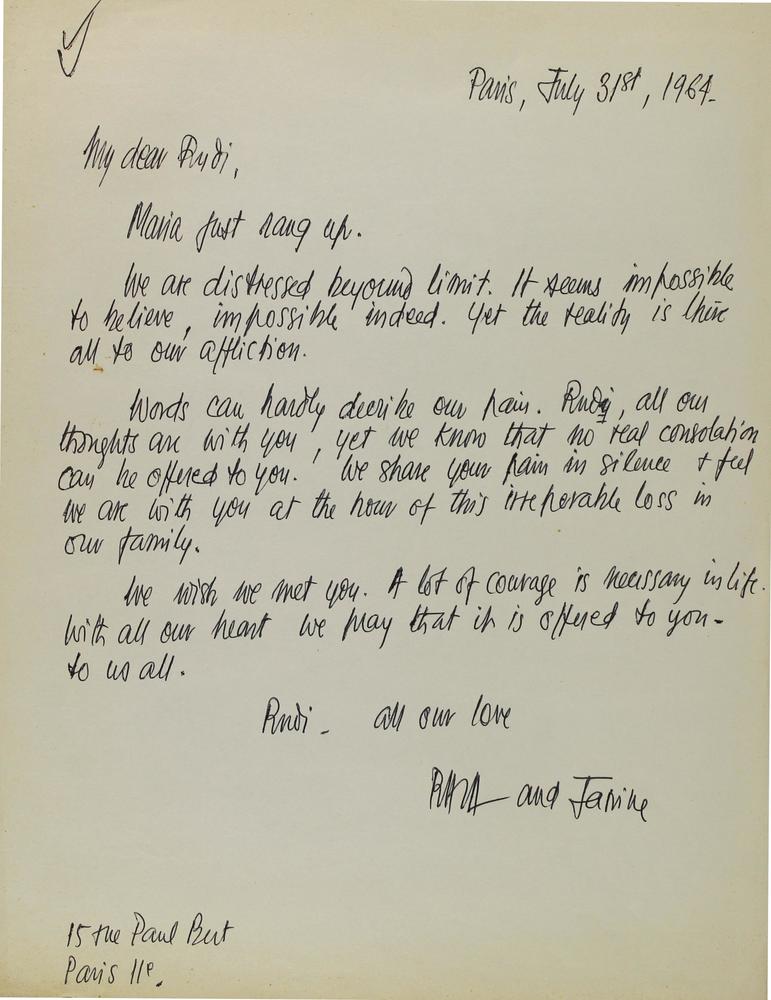 Paris, July 31st, 1964.
My dear Rudi,
Maria just rang up.
We are distressed beyound limit. It seems impossible
to believe, impossible indeed. Yet the reality is there
all to our affliction.
Words can hardly decribe our pain. Rudi, all our
thoughts are with you, yet we know that no real consolation
can be offered to you. We share your pain in silence & feel
we are with you at the hour of this irreparable loss in
our family.
We wish we met you. A lot of courage is necessary in life.
With all our heart we pray that it is offered to you-
to us all.
Rudi - all our love
and Janine
15 rue Paul Bert
Paris 11e.